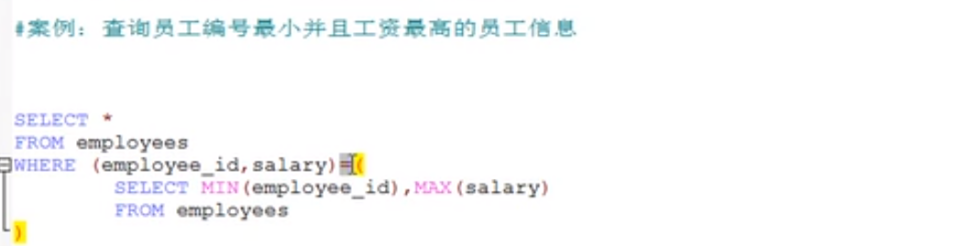 #案例：查询员工编号最小并且工资最高的员工信息
SELECT *
FROM employees
WHERE (employee_id,salary)=(
SELECT MIN(employee_id),MAX(salary)
FROM employees
)